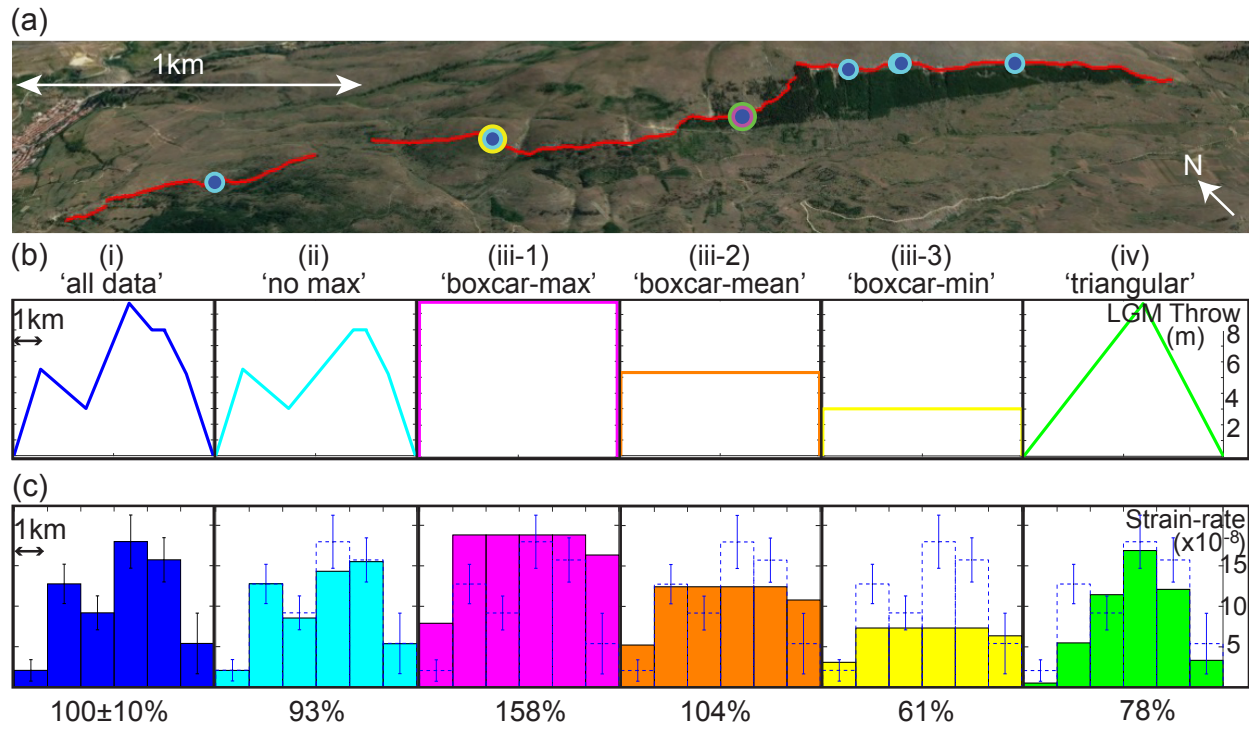 (a)
1km
N
(b)
(i) (ii) (iii-1) (iii-2) (iii-3) (iv)
‘all data’ ‘no max’ ‘boxcar-max’ ‘boxcar-mean’ ‘boxcar-min’ ‘triangular’
1km
LGM Throw
(m)
8
6
4
2
(c)
1km
Strain-rate
(x10⁻⁸)
15
10
5
100±10% 93% 158% 104% 61% 78%